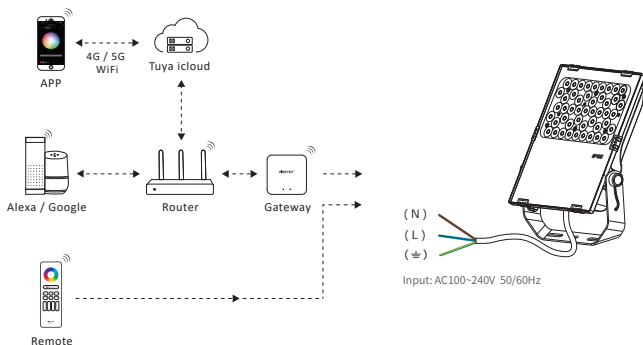 4G / 5G
WiFi
APP
Tuya icloud
Alexa / Google
Router
Gateway
(N)
(L)
(⏚)
Input: AC100~240V 50/60Hz
Remote